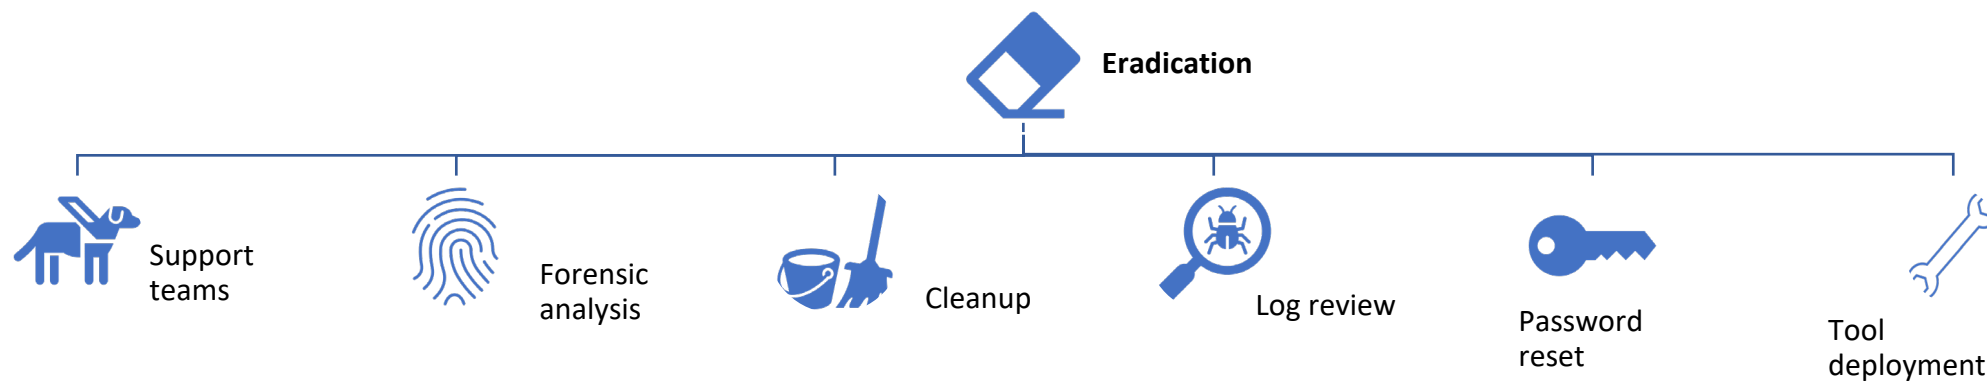 Eradication
Support
teams
Forensic
analysis
Cleanup
Log review
Password
reset
Tool
deployment